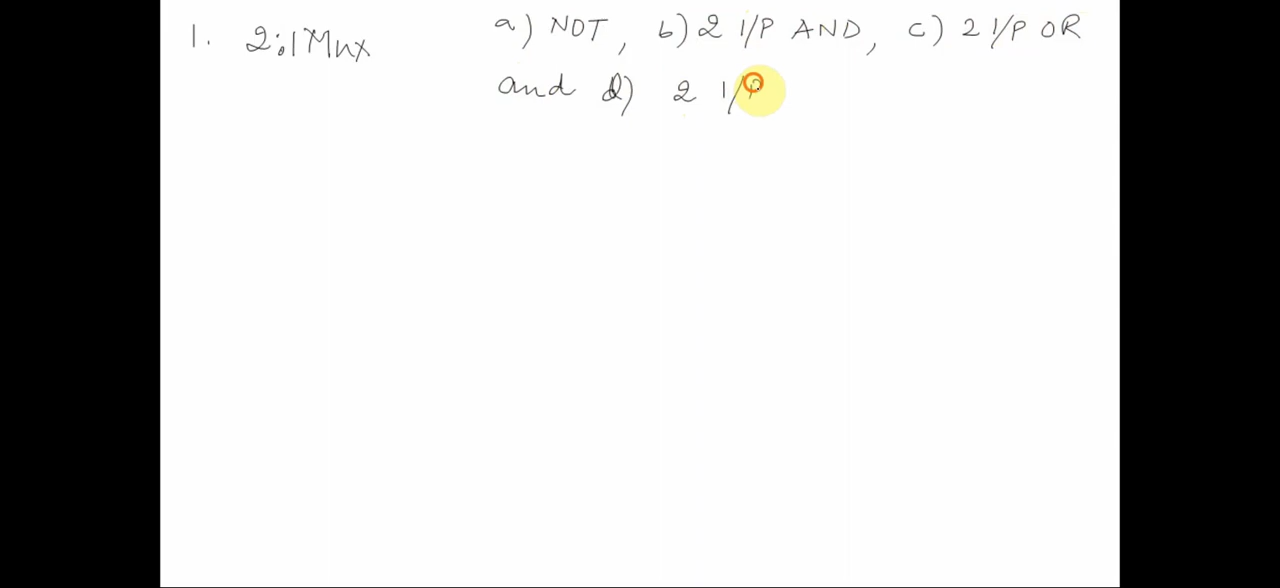 1. 2:1 Mux a) NOT, b) 2 I/P AND, c) 2 I/P OR
and d) 2 I/P